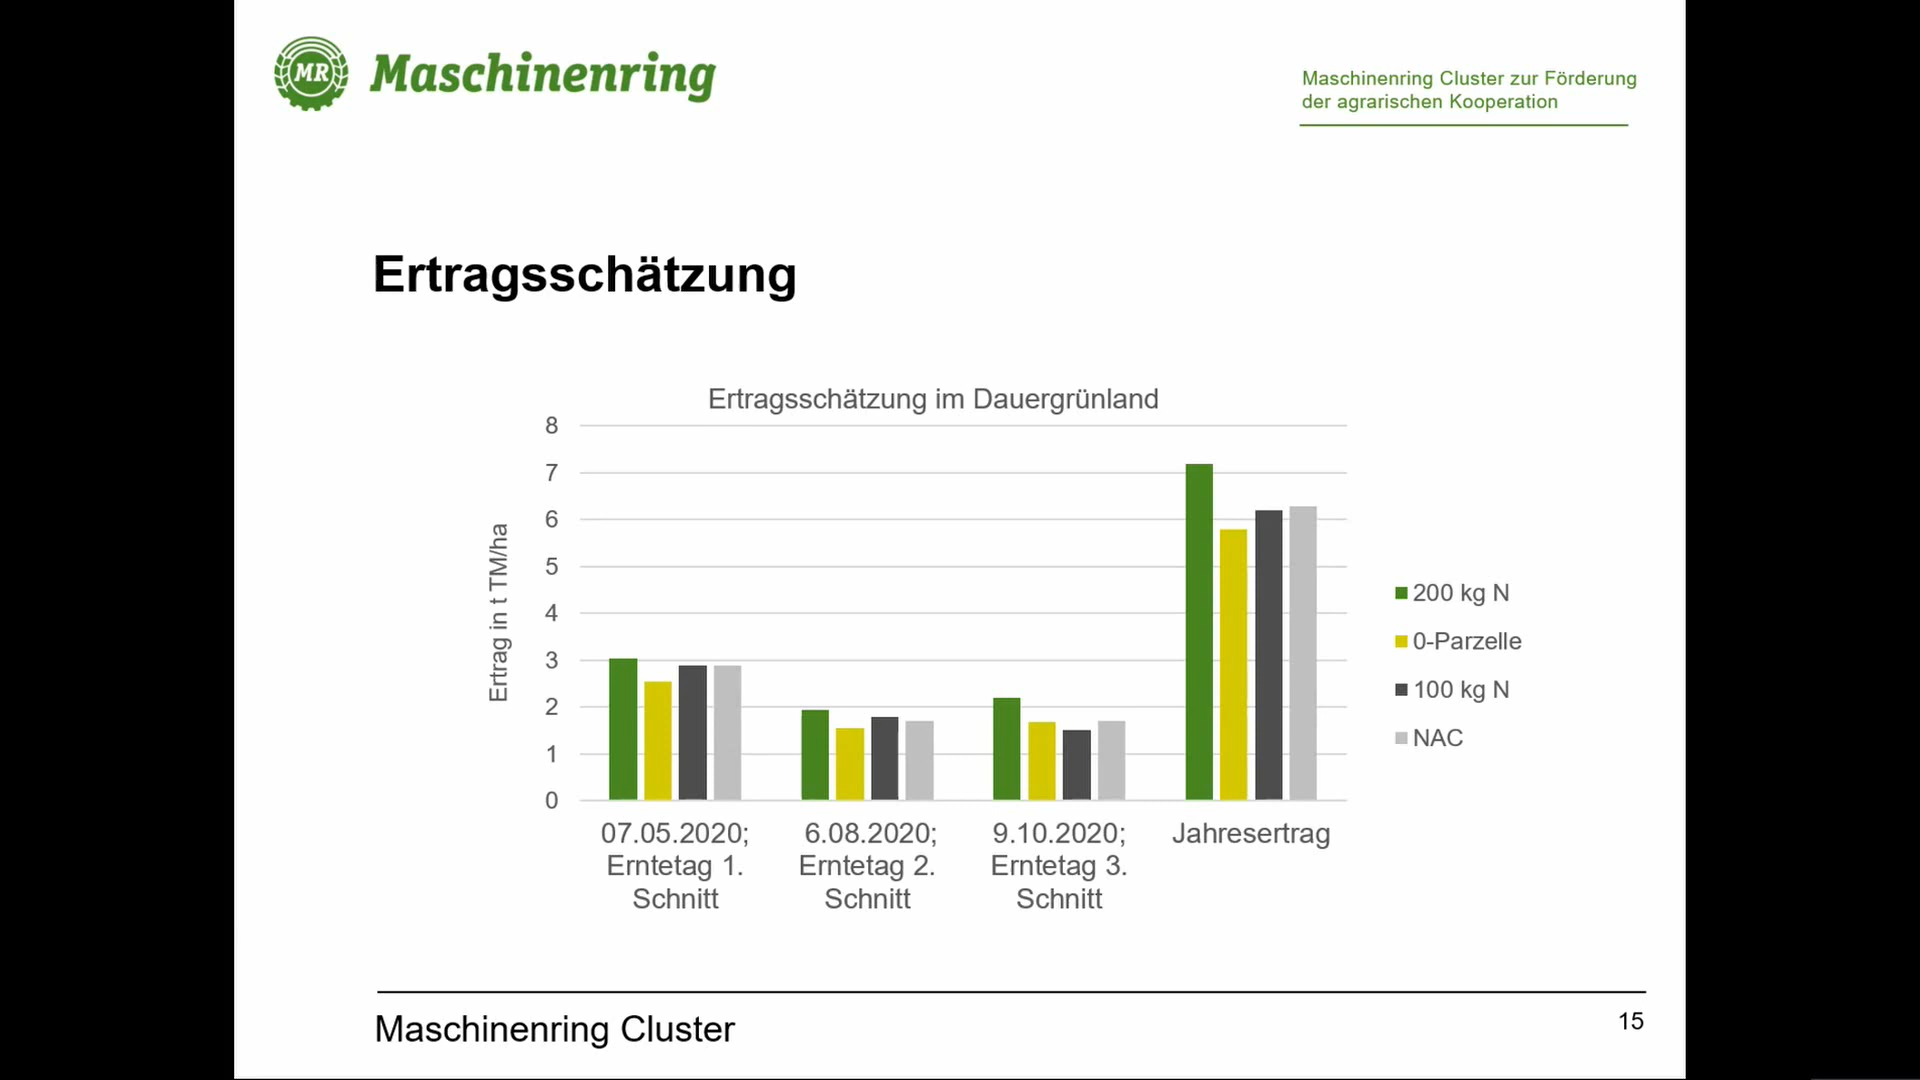 MR Maschinenring
Maschinenring Cluster zur Förderung
der agrarischen Kooperation
Ertragsschätzung
Ertragsschätzung im Dauergrünland
8
7
6
5
4
3
2
1
0
Ertrag in t TM/ha
07.05.2020;
Erntetag 1.
Schnitt
6.08.2020;
Erntetag 2.
Schnitt
9.10.2020;
Erntetag 3.
Schnitt
Jahresertrag
200 kg N
0-Parzelle
100 kg N
NAC
Maschinenring Cluster
15